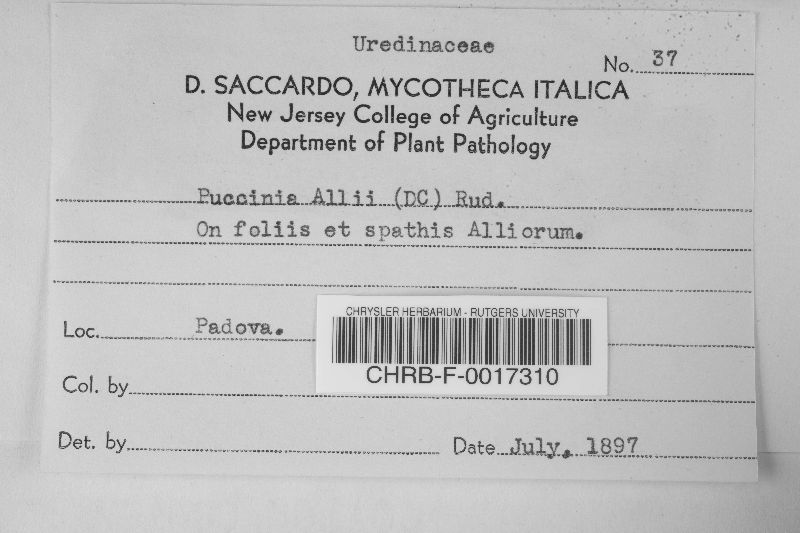 Uredinaceae
No. 37
D. SACCARDO, MYCOTHECA ITALICA
New Jersey College of Agriculture
Department of Plant Pathology
Puccinia Allii (DC) Rud.
On foliis et spathis Alliorum.
Loc. Padova.
CHRYSLER HERBARIUM - RUTGERS UNIVERSITY
CHRB-F-0017310
Col. by
Det. by
Date July, 1897